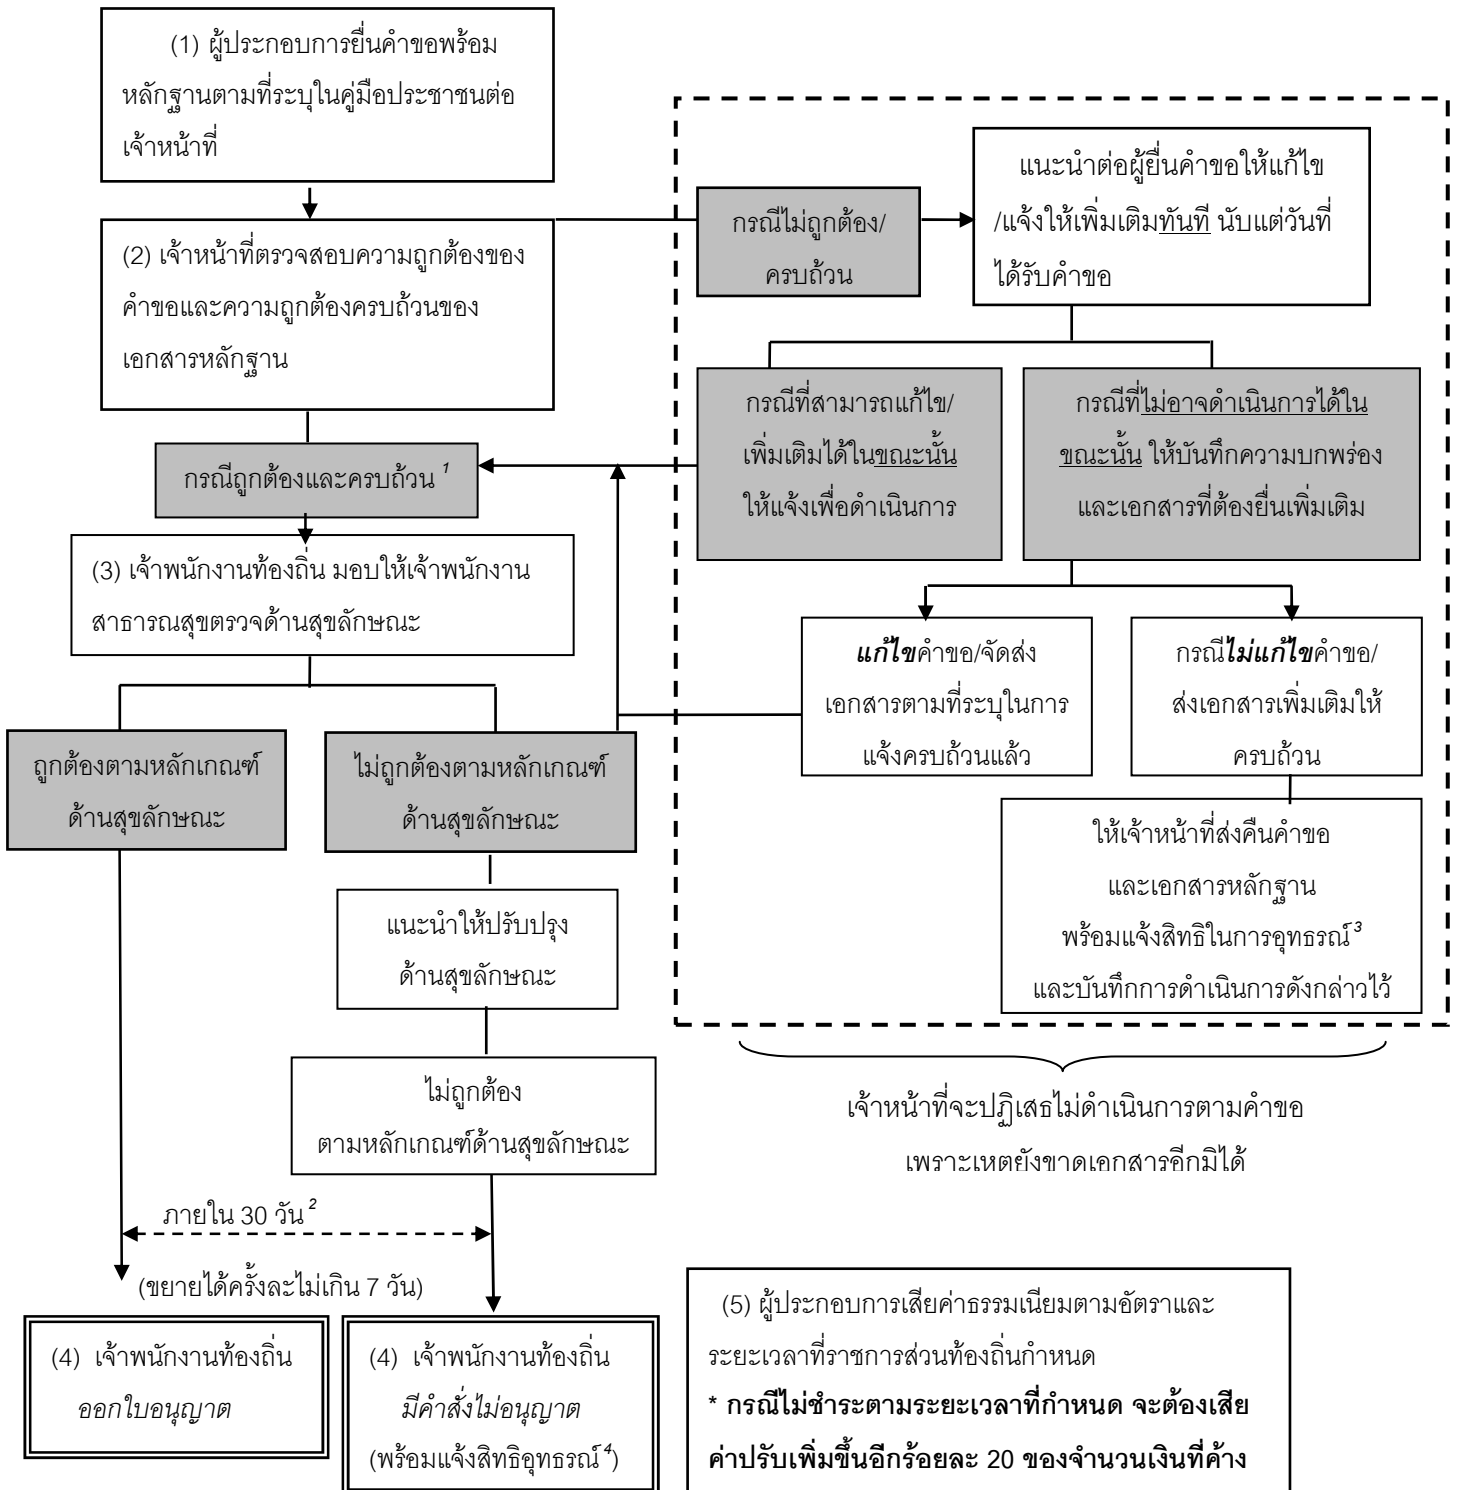 (1) ผู้ประกอบการยื่นคำขอพร้อม
หลักฐานตามที่ระบุในคู่มือประชาชนต่อ
เจ้าหน้าที่
(2) เจ้าหน้าที่ตรวจสอบความถูกต้องของ
คำขอและความถูกต้องครบถ้วนของ
เอกสารหลักฐาน
กรณีไม่ถูกต้อง/
ครบถ้วน
แนะนำต่อผู้ยื่นคำขอให้แก้ไข
/แจ้งให้เพิ่มเติมทันที นับแต่วันที่
ได้รับคำขอ
กรณีถูกต้องและครบถ้วน 1
กรณีที่สามารถแก้ไข/
เพิ่มเติมได้ในขณะนั้น
ให้แจ้งเพื่อดำเนินการ
กรณีที่ไม่อาจดำเนินการได้ใน
ขณะนั้น ให้บันทึกความบกพร่อง
และเอกสารที่ต้องยื่นเพิ่มเติม
(3) เจ้าพนักงานท้องถิ่น มอบให้เจ้าพนักงาน
สาธารณสุขตรวจด้านสุขลักษณะ
แก้ไขคำขอ/จัดส่ง
เอกสารตามที่ระบุในการ
แจ้งครบถ้วนแล้ว
กรณีไม่แก้ไขคำขอ/
ส่งเอกสารเพิ่มเติมให้
ครบถ้วน
ถูกต้องตามหลักเกณฑ์
ด้านสุขลักษณะ
ไม่ถูกต้องตามหลักเกณฑ์
ด้านสุขลักษณะ
ให้เจ้าหน้าที่ส่งคืนคำขอ
และเอกสารหลักฐาน
พร้อมแจ้งสิทธิในการอุทธรณ์ 3
และบันทึกการดำเนินการดังกล่าวไว้
แนะนำให้ปรับปรุง
ด้านสุขลักษณะ
ไม่ถูกต้อง
ตามหลักเกณฑ์ด้านสุขลักษณะ
เจ้าหน้าที่จะปฏิเสธไม่ดำเนินการตามคำขอ
เพราะเหตุยังขาดเอกสารอีกมิได้
ภายใน 30 วัน 2
(ขยายได้ครั้งละไม่เกิน 7 วัน)
(4) เจ้าพนักงานท้องถิ่น
ออกใบอนุญาต
(4) เจ้าพนักงานท้องถิ่น
มีคำสั่งไม่อนุญาต
(พร้อมแจ้งสิทธิอุทธรณ์ 4)
(5) ผู้ประกอบการเสียค่าธรรมเนียมตามอัตราและ
ระยะเวลาที่ราชการส่วนท้องถิ่นกำหนด
* กรณีไม่ชำระตามระยะเวลาที่กำหนด จะต้องเสีย
ค่าปรับเพิ่มขึ้นอีกร้อยละ 20 ของจำนวนเงินที่ค้าง